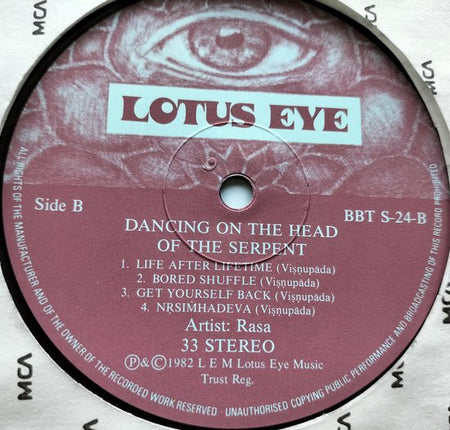 LOTUS EYE
Side B
BBT S-24-B
DANCING ON THE HEAD
OF THE SERPENT
1. LIFE AFTER LIFETIME (Viṣṇupāda)
2. BORED SHUFFLE (Viṣṇupāda)
3. GET YOURSELF BACK (Viṣṇupāda)
4. NRSIMHADEVA (Viṣṇupāda)
Artist: Rasa
33 STEREO
Ⓟ&Ⓒ1982 L E M Lotus Eye Music
Trust Reg.
ALL RIGHTS OF THE MANUFACTURER AND OF THE OWNER OF THE RECORDED WORK RESERVED · UNAUTHORISED COPYING PUBLIC PERFORMANCE AND BROADCASTING OF THIS RECORD PROHIBITED
MCA
MCA
MCA
MCA
MCA